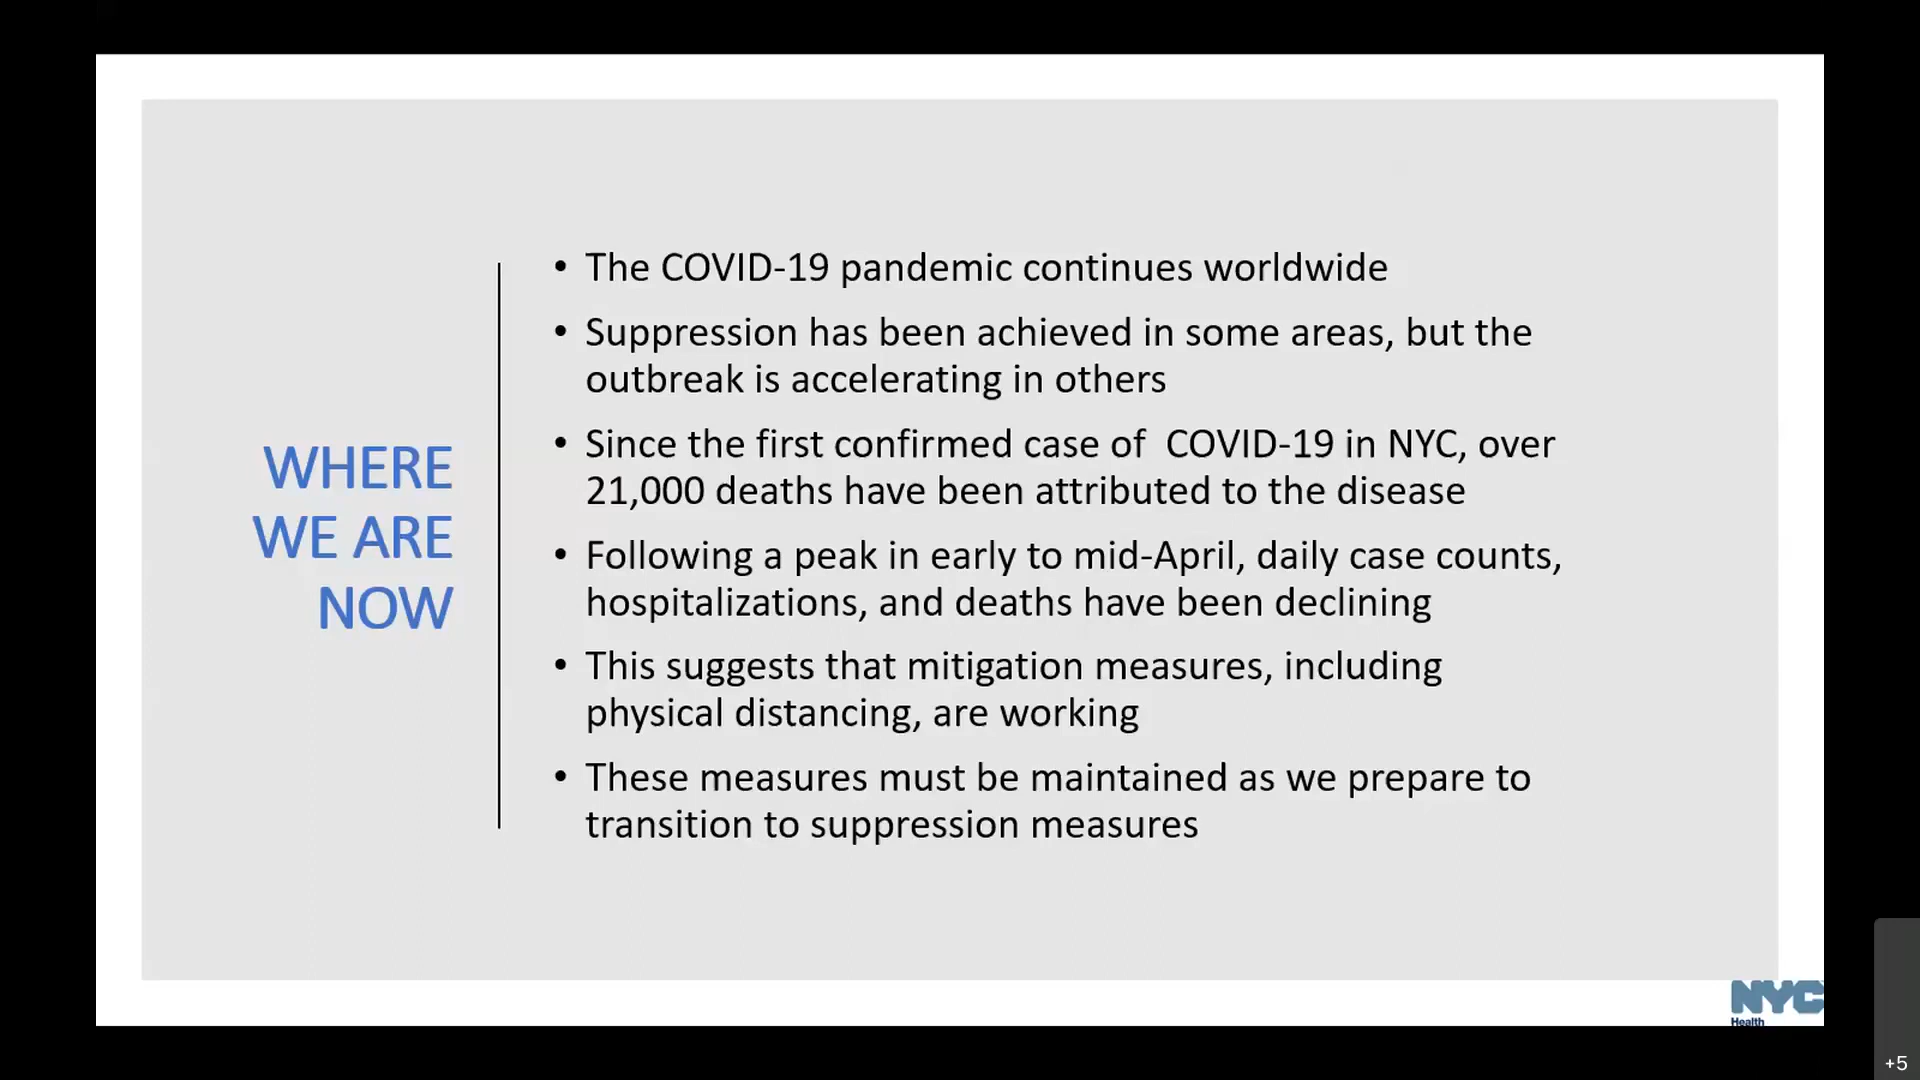 WHERE
WE ARE
NOW
• The COVID-19 pandemic continues worldwide
• Suppression has been achieved in some areas, but the
outbreak is accelerating in others
• Since the first confirmed case of  COVID-19 in NYC, over
21,000 deaths have been attributed to the disease
• Following a peak in early to mid-April, daily case counts,
hospitalizations, and deaths have been declining
• This suggests that mitigation measures, including
physical distancing, are working
• These measures must be maintained as we prepare to
transition to suppression measures
NYC
Health
+5